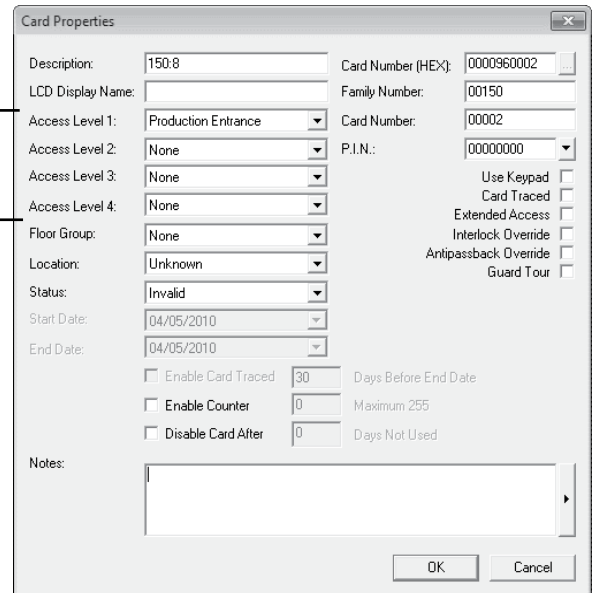 Card Properties
Description: 150:8 Card Number (HEX): 0000960002 ...
LCD Display Name: Family Number: 00150
Access Level 1: Production Entrance Card Number: 00002
Access Level 2: None P.I.N.: 00000000
Access Level 3: None Use Keypad
Card Traced
Access Level 4: None Extended Access
Floor Group: None Interlock Override
Antipassback Override
Location: Unknown Guard Tour
Status: Invalid
Start Date: 04/05/2010
End Date: 04/05/2010
Enable Card Traced 30 Days Before End Date
Enable Counter 0 Maximum 255
Disable Card After 0 Days Not Used
Notes:
OK Cancel